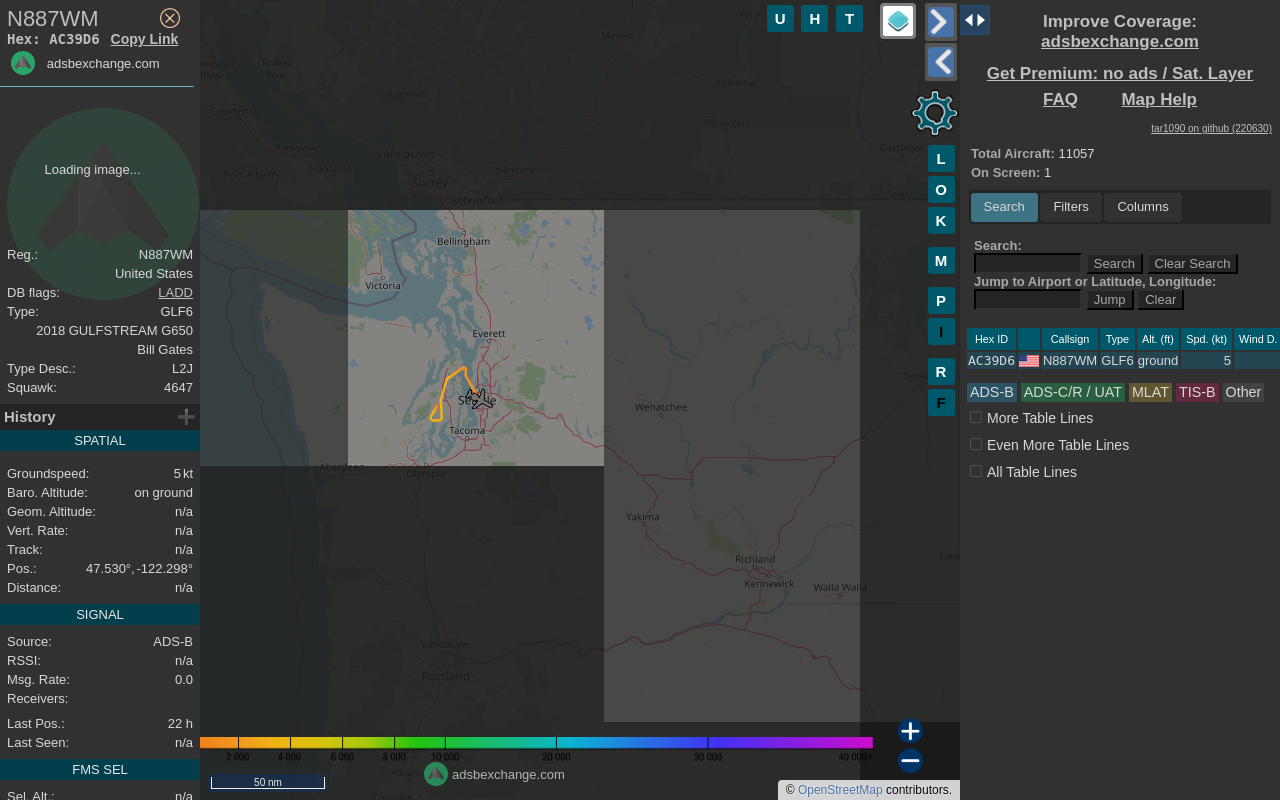 N887WM
Hex: AC39D6 Copy Link
adsbexchange.com
Loading image...
Reg.: N887WM
United States
DB flags: LADD
Type: GLF6
2018 GULFSTREAM G650
Bill Gates
Type Desc.: L2J
Squawk: 4647
History
SPATIAL
Groundspeed: 5 kt
Baro. Altitude: on ground
Geom. Altitude: n/a
Vert. Rate: n/a
Track: n/a
Pos.: 47.530°, -122.298°
Distance: n/a
SIGNAL
Source: ADS-B
RSSI: n/a
Msg. Rate: 0.0
Receivers:
Last Pos.: 22 h
Last Seen: n/a
FMS SEL
Sel. Alt.: n/a
U H T
L
O
K
M
P
I
R
F
Merritt
Powell
River
River
Squamish
Kelowna
Courtenay
Penticton
Parksville
Vancouver
Nanaimo
Port Alberni
Chilliwack
Castlegar
Surrey
Trail
Abbotsford
Bellingham
Victoria
Everett
Tacoma
Wenatchee
Aberdeen
Olympia
Yakima
Richland
Kennewick
Walla Walla
Vancouver
Portland
2 000 4 000 6 000 8 000 10 000 20 000 30 000 40 000+
adsbexchange.com
50 nm
© OpenStreetMap contributors.
Improve Coverage:
adsbexchange.com
Get Premium: no ads / Sat. Layer
FAQ Map Help
tar1090 on github (220630)
Total Aircraft: 11057
On Screen: 1
Search Filters Columns
Search:
Search Clear Search
Jump to Airport or Latitude, Longitude:
Jump Clear
Hex ID Callsign Type Alt. (ft) Spd. (kt) Wind D.
AC39D6 N887WM GLF6 ground 5
ADS-B ADS-C/R / UAT MLAT TIS-B Other
More Table Lines
Even More Table Lines
All Table Lines